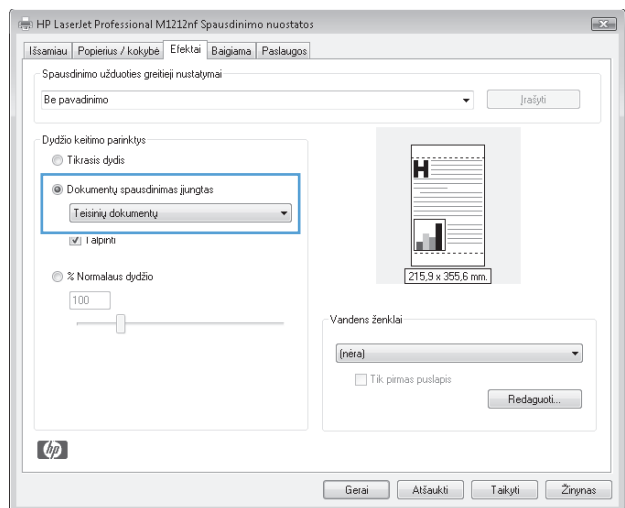 HP LaserJet Professional M1212nf Spausdinimo nuostatos
Išsamiau Popierius / kokybė Efektai Baigiama Paslaugos
Spausdinimo užduoties greitieji nustatymai
Be pavadinimo
Įrašyti
Dydžio keitimo parinktys
Tikrasis dydis
Dokumentų spausdinimas įjungtas
Teisinių dokumentų
Talpinti
% Normalaus dydžio
100
H
215,9 x 355,6 mm.
Vandens ženklai
(nėra)
Tik pirmas puslapis
Redaguoti...
hp
Gerai Atšaukti Taikyti Žinynas